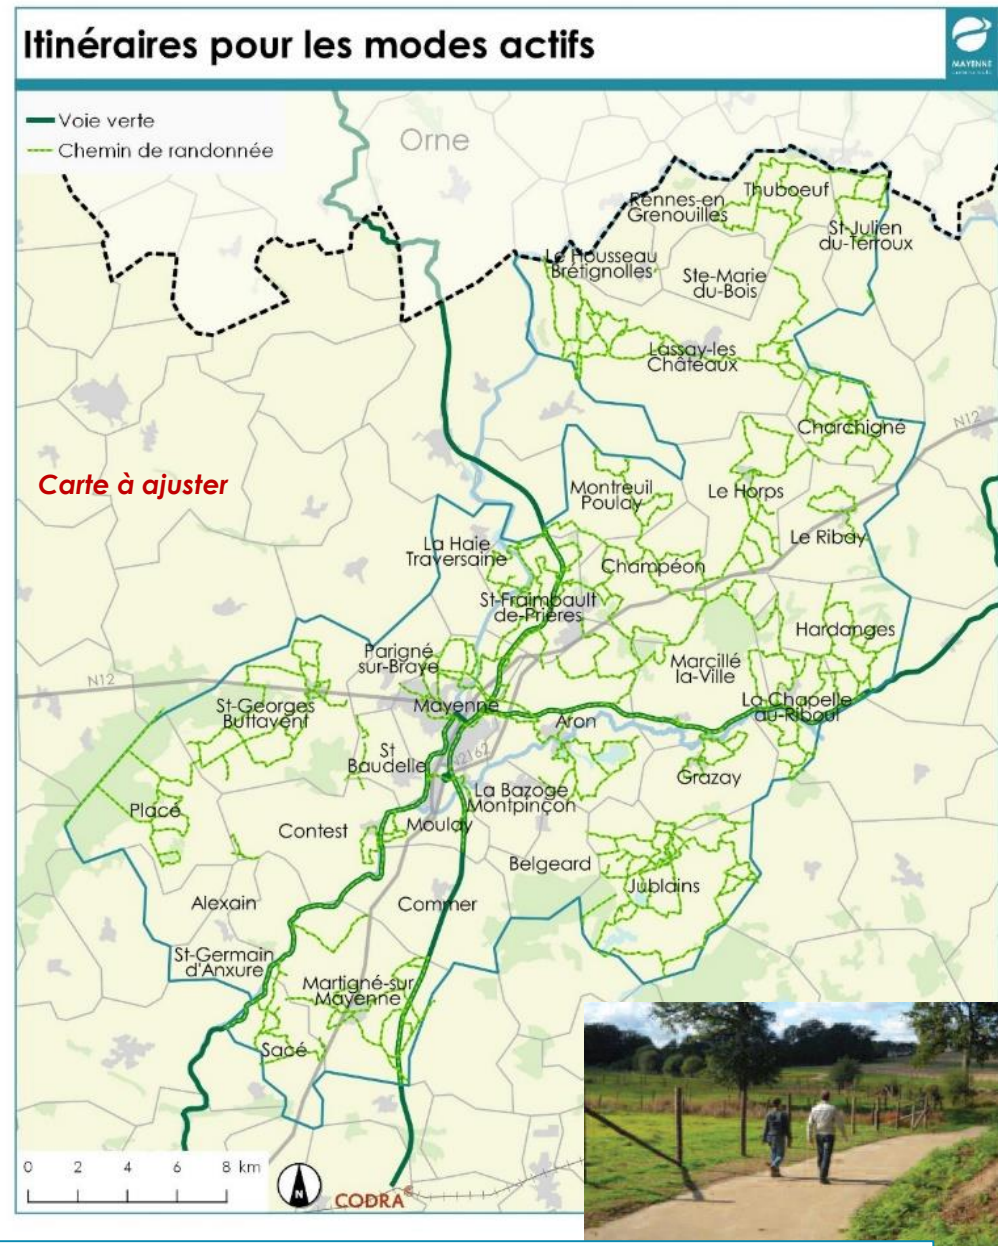 Itinéraires pour les modes actifs
MAYENNE
Voie verte
Chemin de randonnée
Orne
Rennes-en
Grenouilles
Thuboeuf
St-Julien
du-Terroux
Le Housseau
Brétignolles
Ste-Marie
du-Bois
Lassay-les
Châteaux
Charchigné
N12
Carte à ajuster
Montreuil
Poulay
Le Horps
Le Ribay
La Haie
Traversaine
Champéon
St-Fraimbault
de-Prières
Hardanges
Parigné
sur-Braye
Marcillé
la-Ville
N12
St-Georges
Buttavent
Mayenne
La-Chapelle
au-Riboul
Aron
St
Baudelle
N2162
Grazay
La Bazoge
Montpinçon
Placé
Contest
Moulay
Belgeard
Jublains
Alexain
Commer
St-Germain
d'Anxure
Martigné-sur
Mayenne
Sacé
0 2 4 6 8 km
N
CODRA